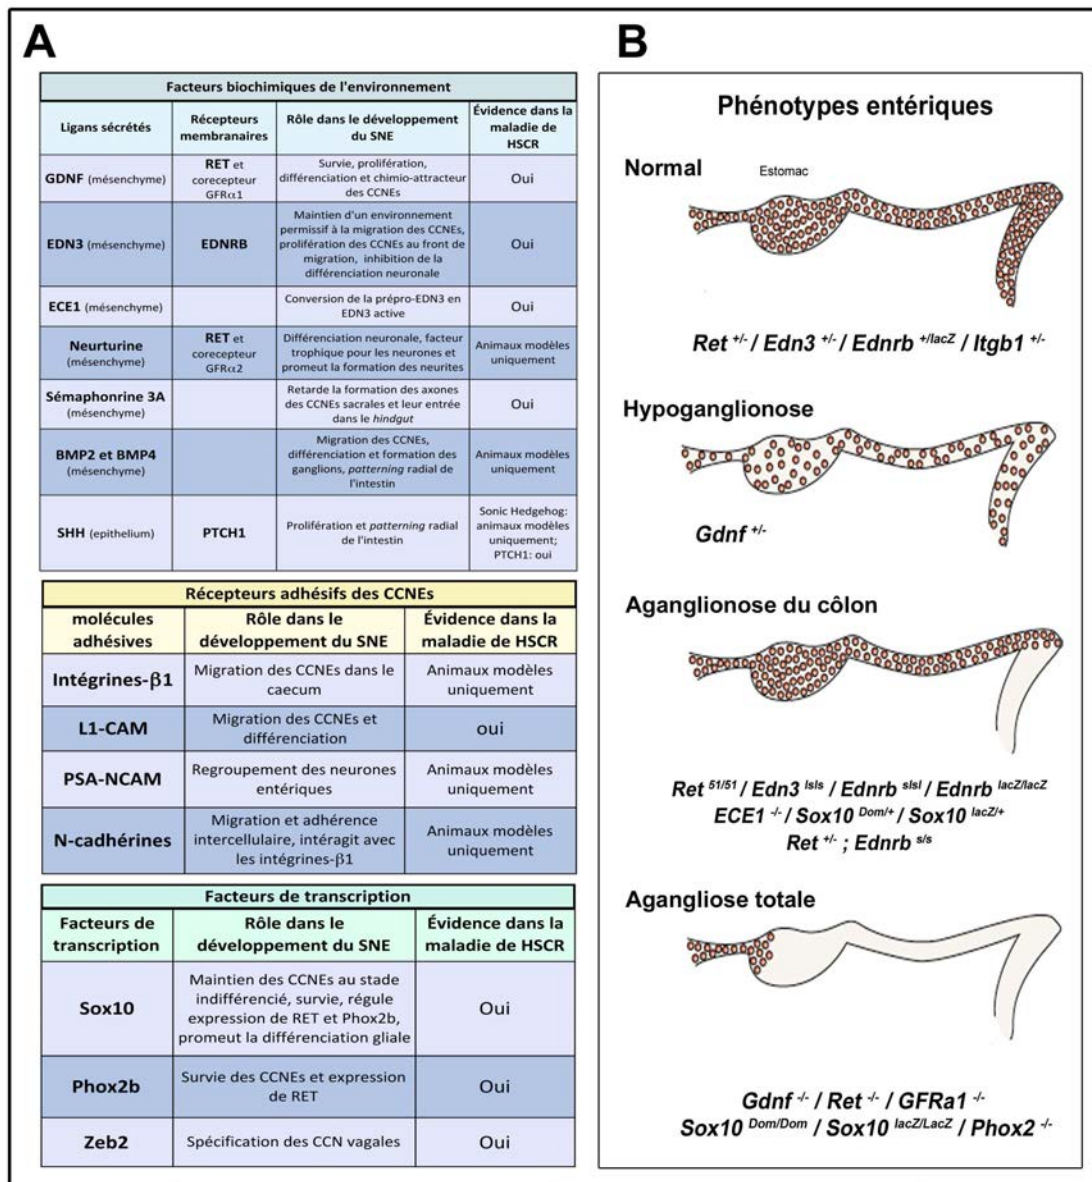 A
Facteurs biochimiques de l'environnement
Ligans sécrétés
Récepteurs
membranaires
Rôle dans le développement
du SNE
Évidence dans la
maladie de
HSCR
GDNF (mésenchyme)
RET et
corecepteur
GFRα1
Survie, prolifération,
différenciation et chimio-attracteur
des CCNEs
Oui
EDN3 (mésenchyme)
EDNRB
Maintien d'un environnement
permissif à la migration des CCNEs,
prolifération des CCNEs au front de
migration, inhibition de la
différenciation neuronale
Oui
ECE1 (mésenchyme)
Conversion de la prépro-EDN3 en
EDN3 active
Oui
Neurturine
(mésenchyme)
RET et
corecepteur
GFRα2
Différenciation neuronale, facteur
trophique pour les neurones et
promeut la formation des neurites
Animaux modèles
uniquement
Sémaphonrine 3A
(mésenchyme)
Retarde la formation des axones
des CCNEs sacrales et leur entrée
dans le hindgut
Oui
BMP2 et BMP4
(mésenchyme)
Migration des CCNEs,
différenciation et formation des
ganglions, patterning radial de
l'intestin
Animaux modèles
uniquement
SHH (epithelium)
PTCH1
Prolifération et patterning radial
de l'intestin
Sonic Hedgehog:
animaux modèles
uniquement;
PTCH1: oui
Récepteurs adhésifs des CCNEs
molécules
adhésives
Rôle dans le
développement du SNE
Évidence dans la
maladie de HSCR
Intégrines-β1
Migration des CCNEs dans le
caecum
Animaux modèles
uniquement
L1-CAM
Migration des CCNEs et
différenciation
oui
PSA-NCAM
Regroupement des neurones
entériques
Animaux modèles
uniquement
N-cadhérines
Migration et adhérence
intercellulaire, intéragit avec
les intégrines-β1
Animaux modèles
uniquement
Facteurs de transcription
Facteurs de
transcription
Rôle dans le
développement du SNE
Évidence dans la
maladie de HSCR
Sox10
Maintien des CCNEs au stade
indifférencié, survie, régule
expression de RET et Phox2b,
promeut la différenciation gliale
Oui
Phox2b
Survie des CCNEs et expression
de RET
Oui
Zeb2
Spécification des CCN vagales
Oui
B
Phénotypes entériques
Normal
Estomac
Ret +/- / Edn3 +/- / Ednrb +/lacZ / Itgb1 +/-
Hypoganglionose
Gdnf +/-
Aganglionose du côlon
Ret 51/51 / Edn3 lsls / Ednrb slsl / Ednrb lacZ/lacZ
ECE1 -/- / Sox10 Dom/+ / Sox10 lacZ/+
Ret +/- ; Ednrb s/s
Agangliose totale
Gdnf -/- / Ret -/- / GFRa1 -/-
Sox10 Dom/Dom / Sox10 lacZ/LacZ / Phox2 -/-